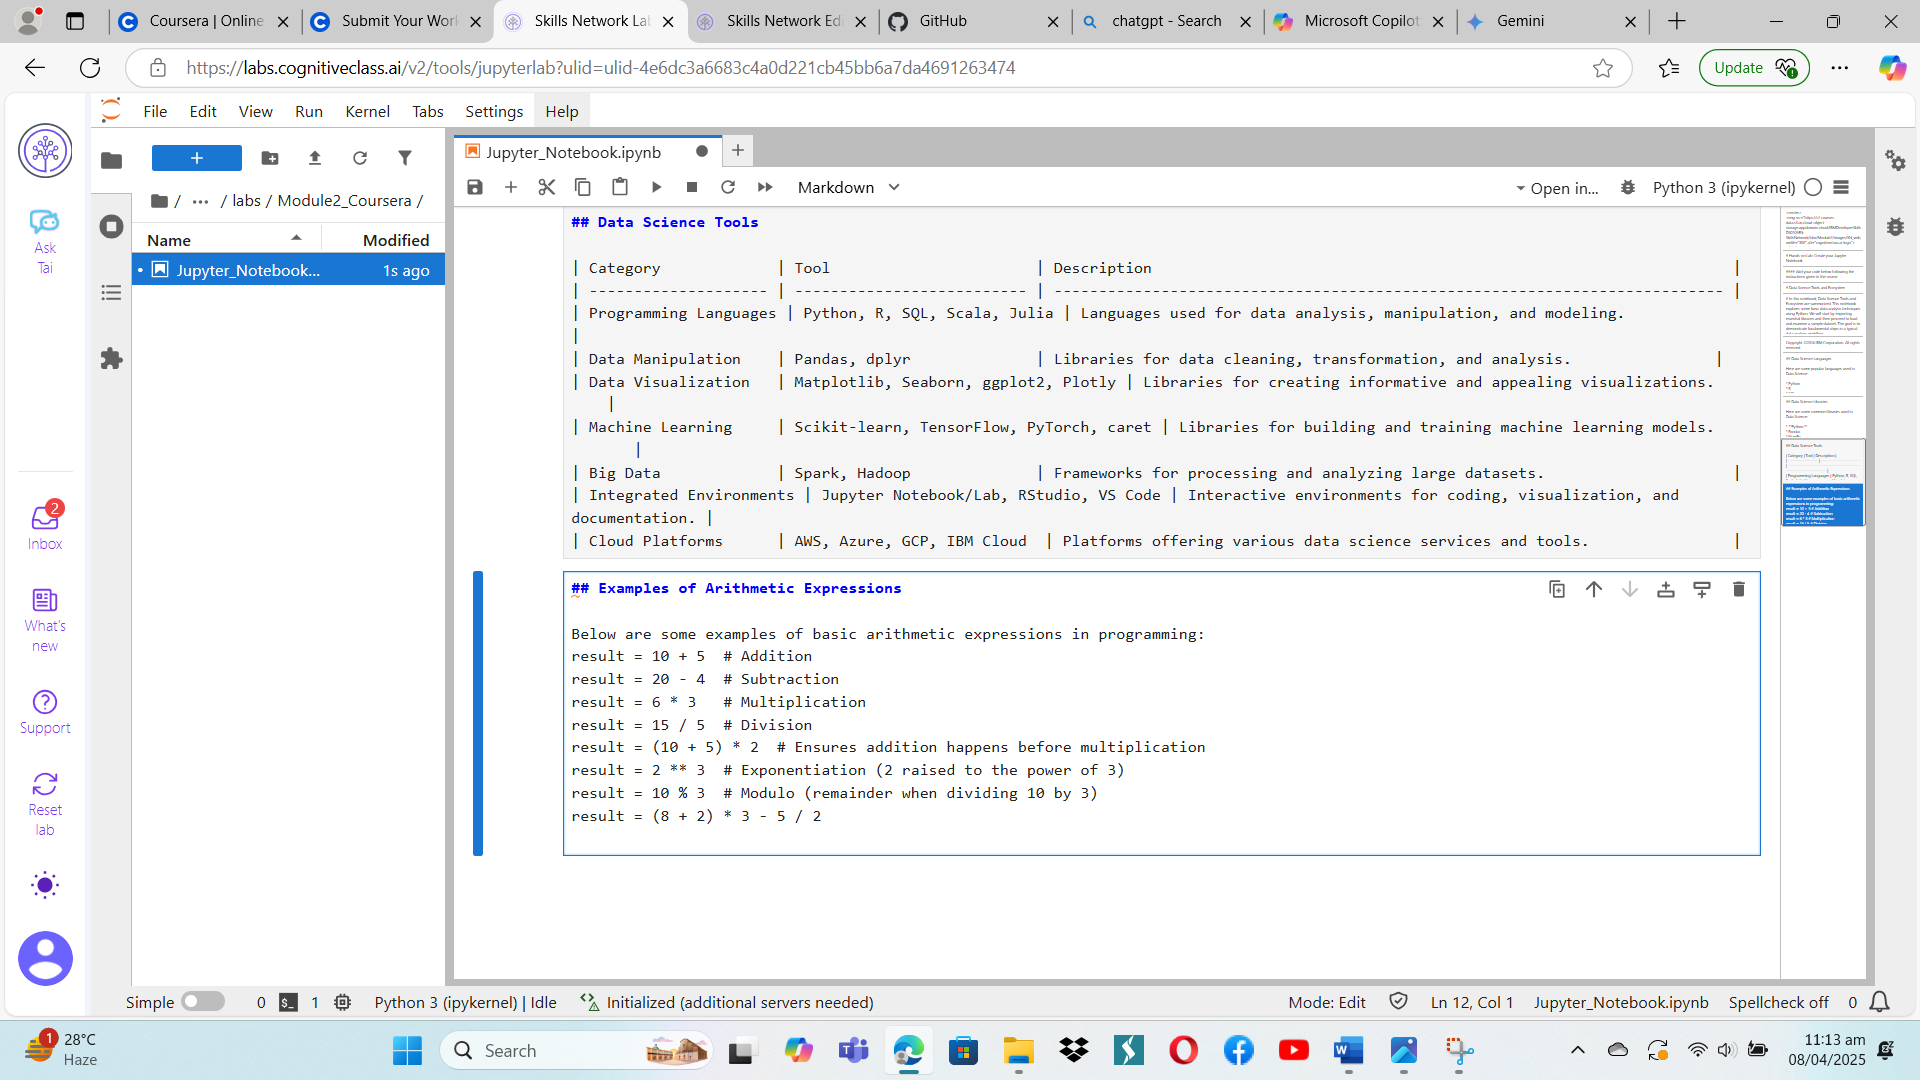 Coursera | Online
Submit Your Work
Skills Network La
Skills Network Edi
GitHub
chatgpt - Search
Microsoft Copilot
Gemini
https://labs.cognitiveclass.ai/v2/tools/jupyterlab?ulid=ulid-4e6dc3a6683c4a0d221cb45bb6a7da4691263474
Update
File Edit View Run Kernel Tabs Settings Help
Ask
Tai
2
Inbox
What's
new
Support
Reset
lab
/ ... / labs / Module2_Coursera /
Name Modified
Jupyter_Notebook... 1s ago
Jupyter_Notebook.ipynb
Markdown
Open in...
Python 3 (ipykernel)
## Data Science Tools
| Category | Tool | Description |
| -------------------- | -------------------------- | --------------------------------------------------------------------------- |
| Programming Languages | Python, R, SQL, Scala, Julia | Languages used for data analysis, manipulation, and modeling.
|
| Data Manipulation | Pandas, dplyr | Libraries for data cleaning, transformation, and analysis. |
| Data Visualization | Matplotlib, Seaborn, ggplot2, Plotly | Libraries for creating informative and appealing visualizations.
|
| Machine Learning | Scikit-learn, TensorFlow, PyTorch, caret | Libraries for building and training machine learning models.
|
| Big Data | Spark, Hadoop | Frameworks for processing and analyzing large datasets. |
| Integrated Environments | Jupyter Notebook/Lab, RStudio, VS Code | Interactive environments for coding, visualization, and
documentation. |
| Cloud Platforms | AWS, Azure, GCP, IBM Cloud | Platforms offering various data science services and tools. |
## Examples of Arithmetic Expressions
Below are some examples of basic arithmetic expressions in programming:
result = 10 + 5 # Addition
result = 20 - 4 # Subtraction
result = 6 * 3 # Multiplication
result = 15 / 5 # Division
result = (10 + 5) * 2 # Ensures addition happens before multiplication
result = 2 ** 3 # Exponentiation (2 raised to the power of 3)
result = 10 % 3 # Modulo (remainder when dividing 10 by 3)
result = (8 + 2) * 3 - 5 / 2
Simple 0 1 Python 3 (ipykernel) | Idle Initialized (additional servers needed)
Mode: Edit Ln 12, Col 1 Jupyter_Notebook.ipynb Spellcheck off 0
1
28°C
Haze
Search
11:13 am
08/04/2025